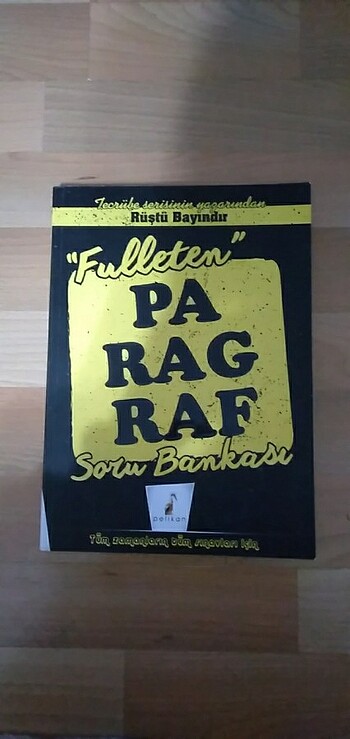 Tecrübe serisinin yazarından
Rüştü Bayındır
"Fulleten"
PA
RAG
RAF
Soru Bankası
pelikan
Tüm zamanların tüm sınavları için